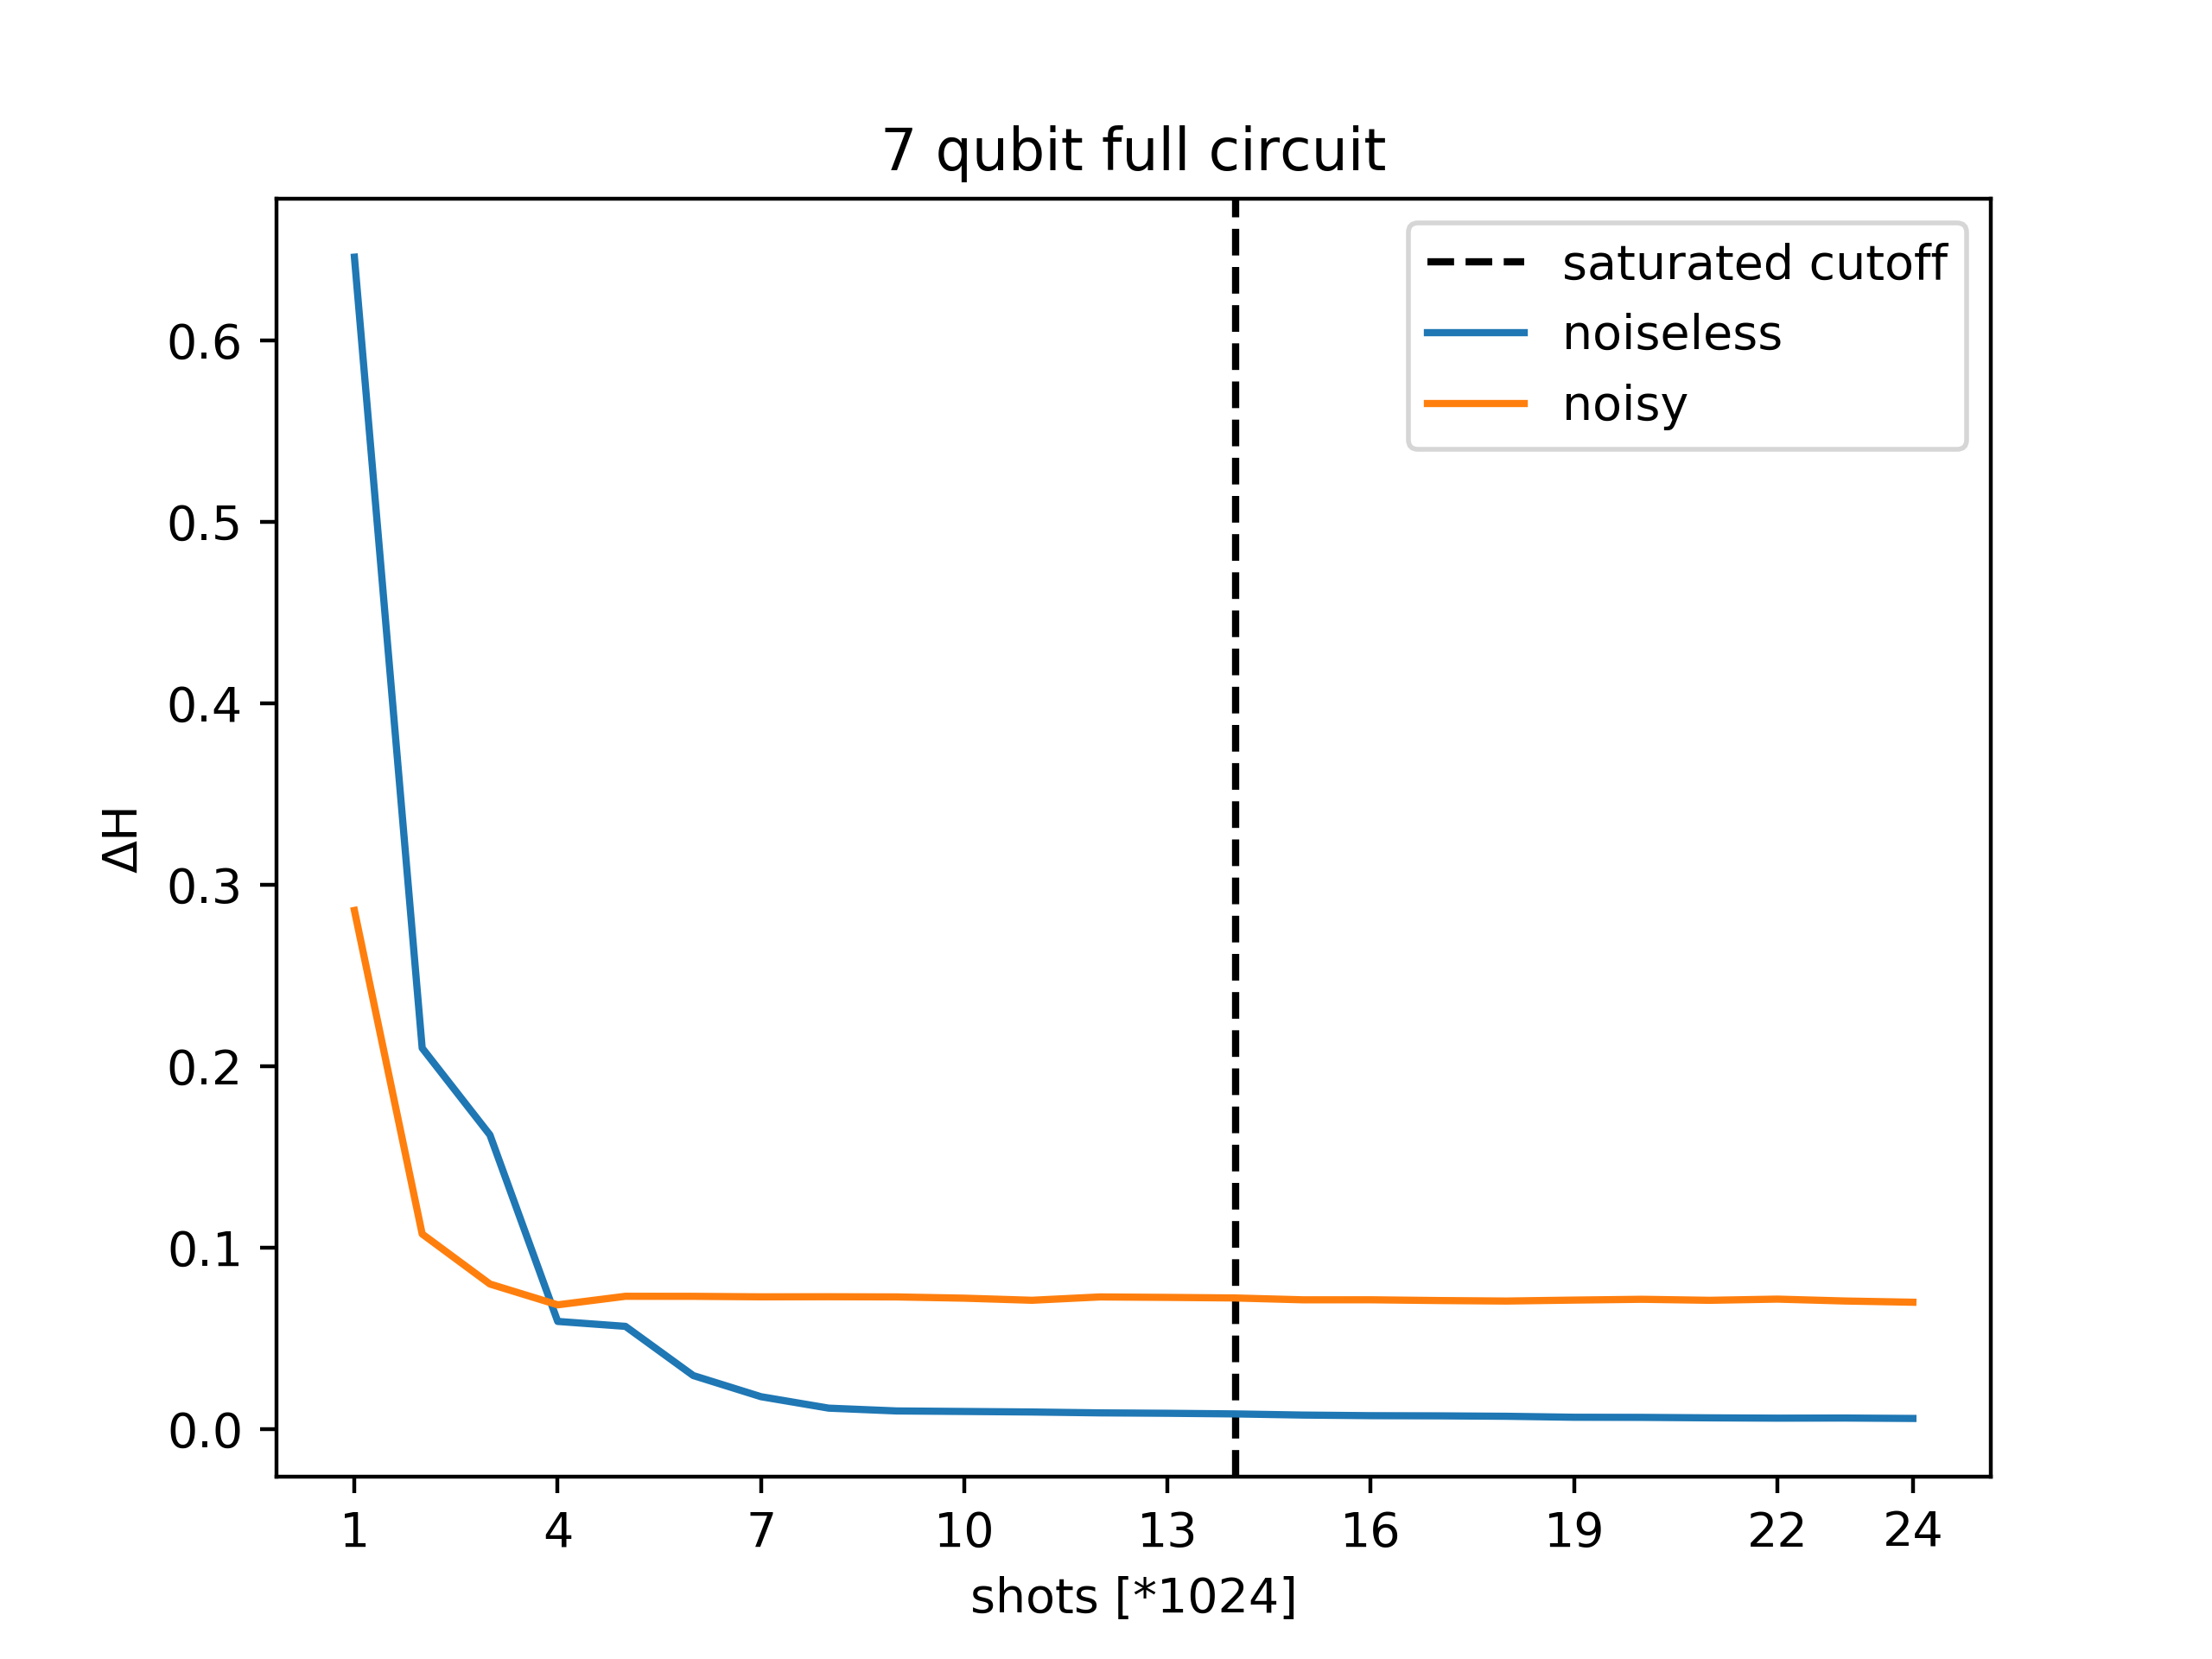 7 qubit full circuit
saturated cutoff
noiseless
noisy
0.6
0.5
0.4
0.3
0.2
0.1
0.0
ΔH
1 4 7 10 13 16 19 22 24
shots [*1024]